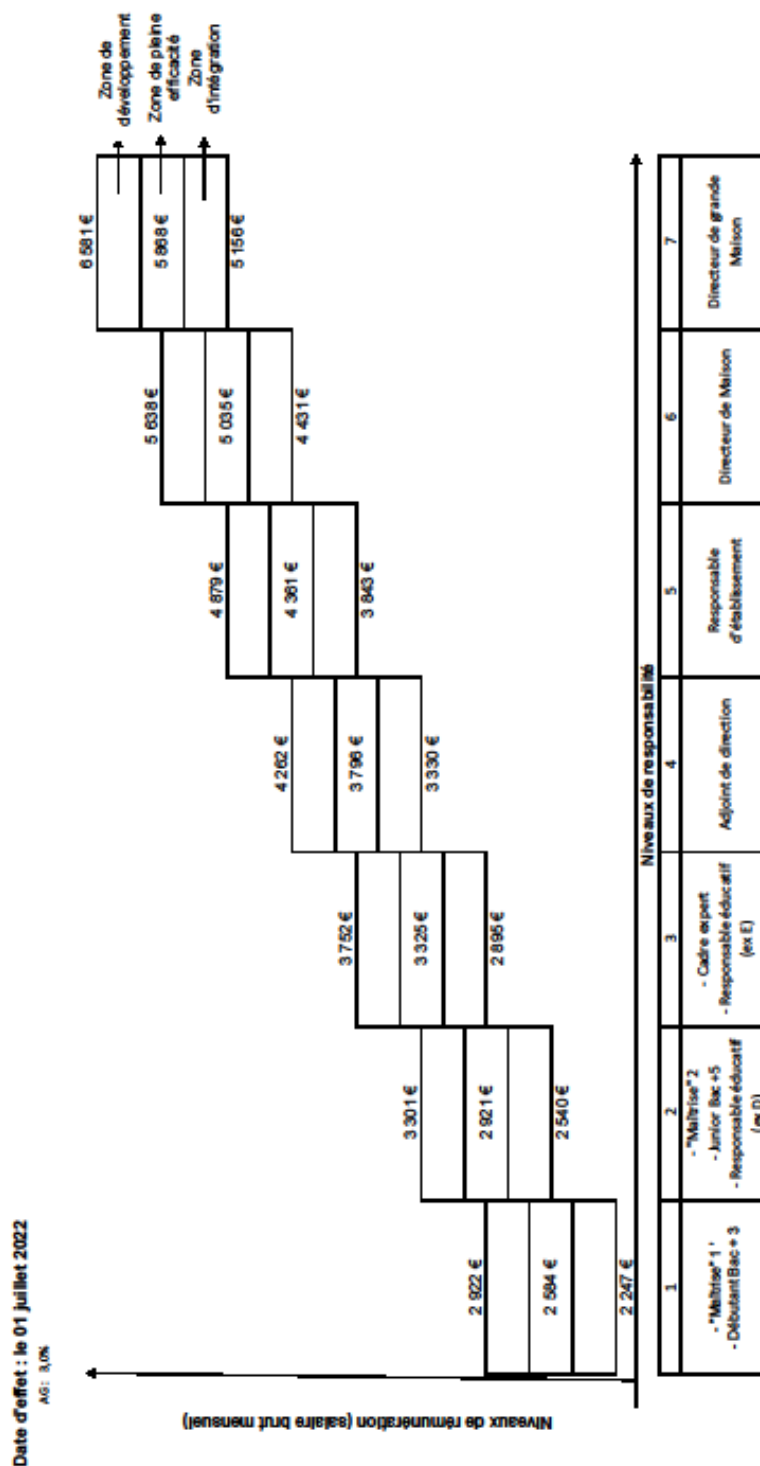 Date d'effet : le 01 juillet 2022
AG : 3,0%
Niveaux de rémunération (salaire brut mensuel)
Zone de
développement
Zone de pleine
efficacité
Zone
d'intégration
2 922 €
2 584 €
2 247 €
3 301 €
2 921 €
2 540 €
3 752 €
3 325 €
2 895 €
4 262 €
3 796 €
3 330 €
4 879 €
4 361 €
3 843 €
5 638 €
5 035 €
4 431 €
6 581 €
5 868 €
5 156 €
Niveaux de responsabilité
1
- "Maîtrise" 1 '
- Débutant Bac + 3
2
- "Maîtrise" 2
- Junior Bac +5
- Responsable éducatif
(ex D)
3
- Cadre expert
- Responsable éducatif
(ex E)
4
Adjoint de direction
5
Responsable
d'établissement
6
Directeur de Maison
7
Directeur de grande
Maison